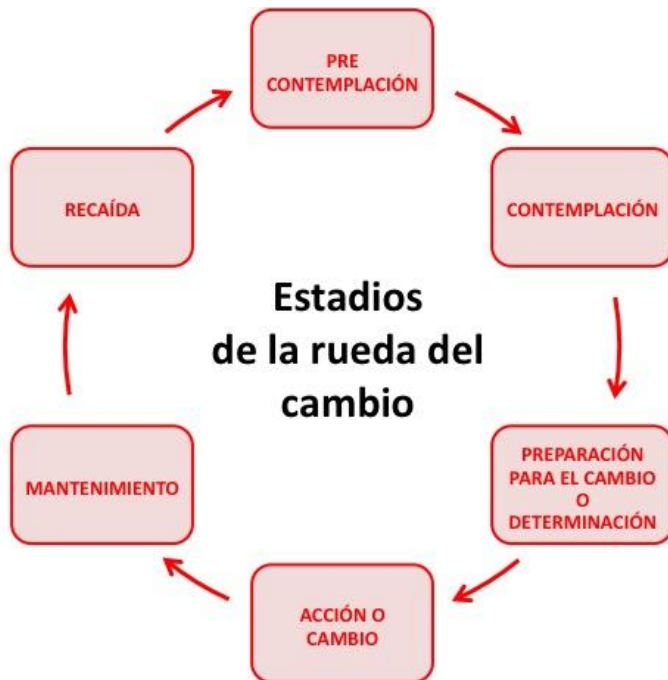 PRE
CONTEMPLACIÓN
CONTEMPLACIÓN
PREPARACIÓN
PARA EL CAMBIO
O
DETERMINACIÓN
ACCIÓN O
CAMBIO
MANTENIMIENTO
RECAÍDA
Estadios
de la rueda del
cambio